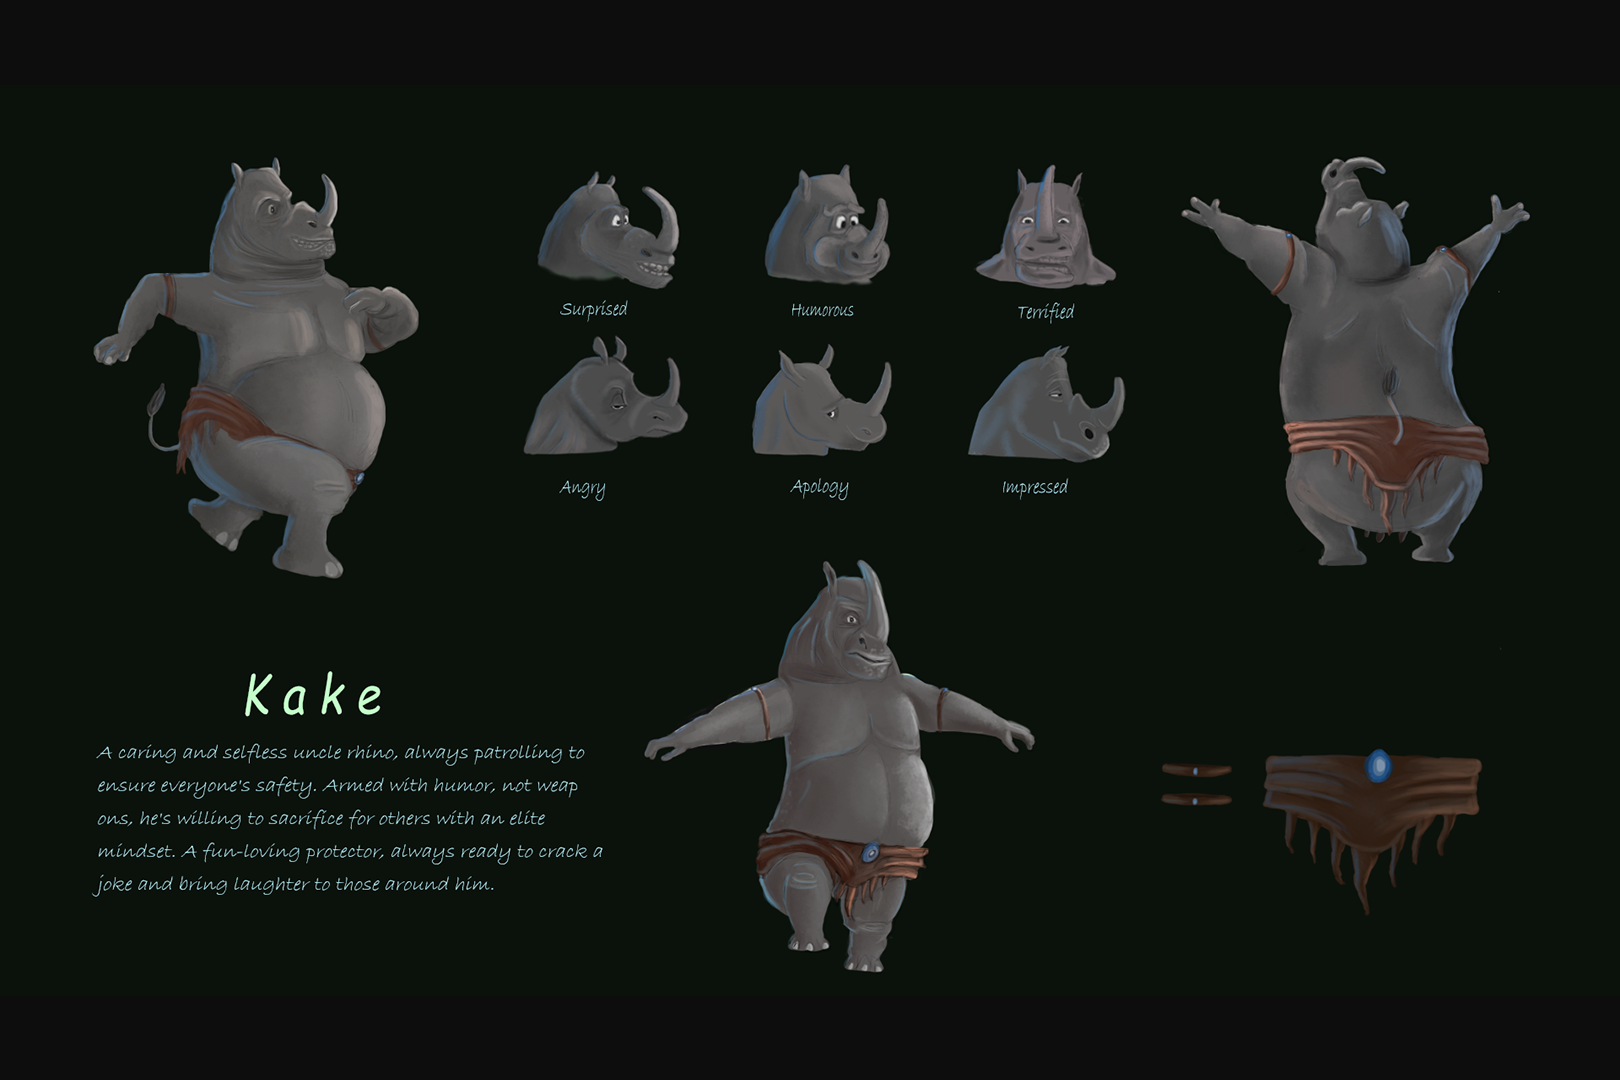 Surprised
Humorous
Terrified
Angry
Apology
Impressed
Kake
A caring and selfless uncle rhino, always patrolling to
ensure everyone's safety. Armed with humor, not weap
ons, he's willing to sacrifice for others with an elite
mindset. A fun-loving protector, always ready to crack a
joke and bring laughter to those around him.